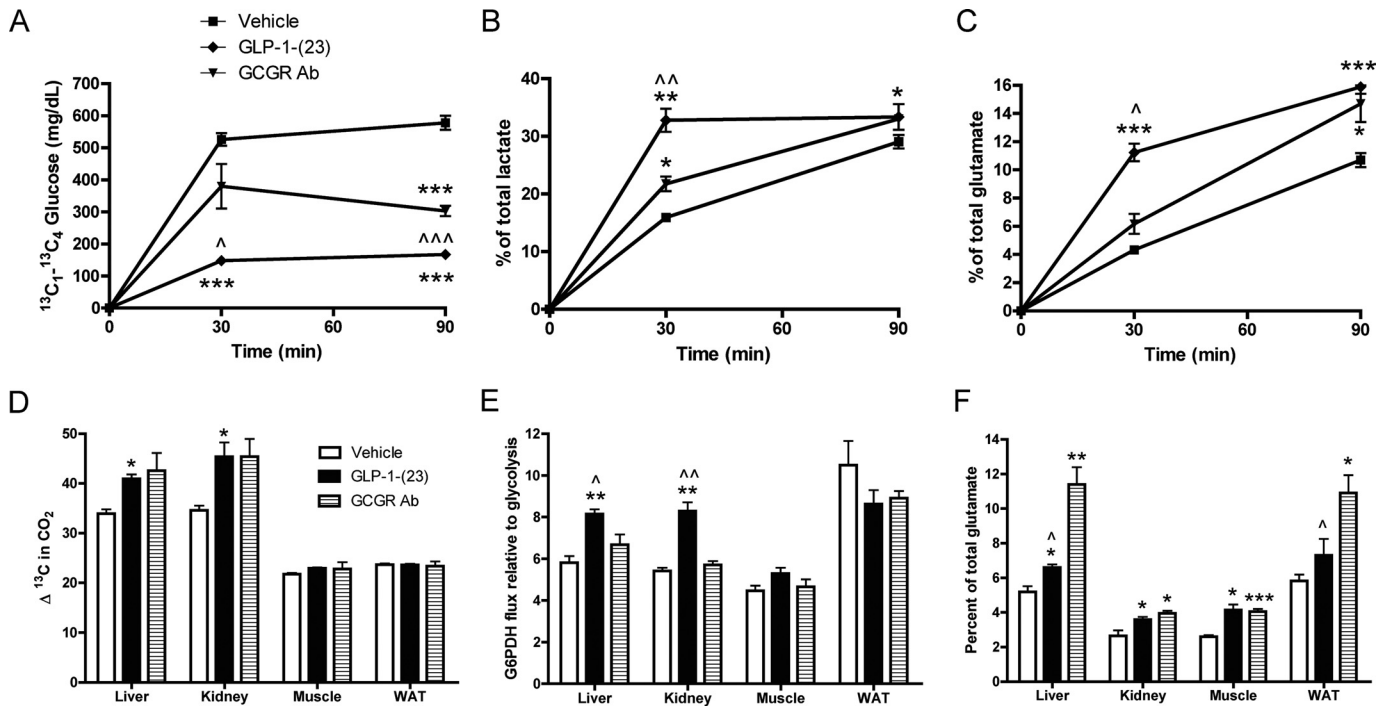 A
Vehicle
GLP-1-(23)
GCGR Ab
¹³C₁-¹³C₄ Glucose (mg/dL)
700
600
500
400
300
200
100
0
^
***
***
^^^
***
0
30
60
90
Time (min)
B
% of total lactate
40
30
20
10
0
^^
**
*
*
0
30
60
90
Time (min)
C
% of total glutamate
16
14
12
10
8
6
4
2
0
^
***
***
*
0
30
60
90
Time (min)
D
Δ ¹³C in CO₂
50
40
30
20
10
0
*
*
Vehicle
GLP-1-(23)
GCGR Ab
Liver
Kidney
Muscle
WAT
E
G6PDH flux relative to glycolysis
12
10
8
6
4
2
0
^
**
^^
**
Liver
Kidney
Muscle
WAT
F
Percent of total glutamate
14
12
10
8
6
4
2
0
^
*
**
*
*
*
***
^
*
Liver
Kidney
Muscle
WAT